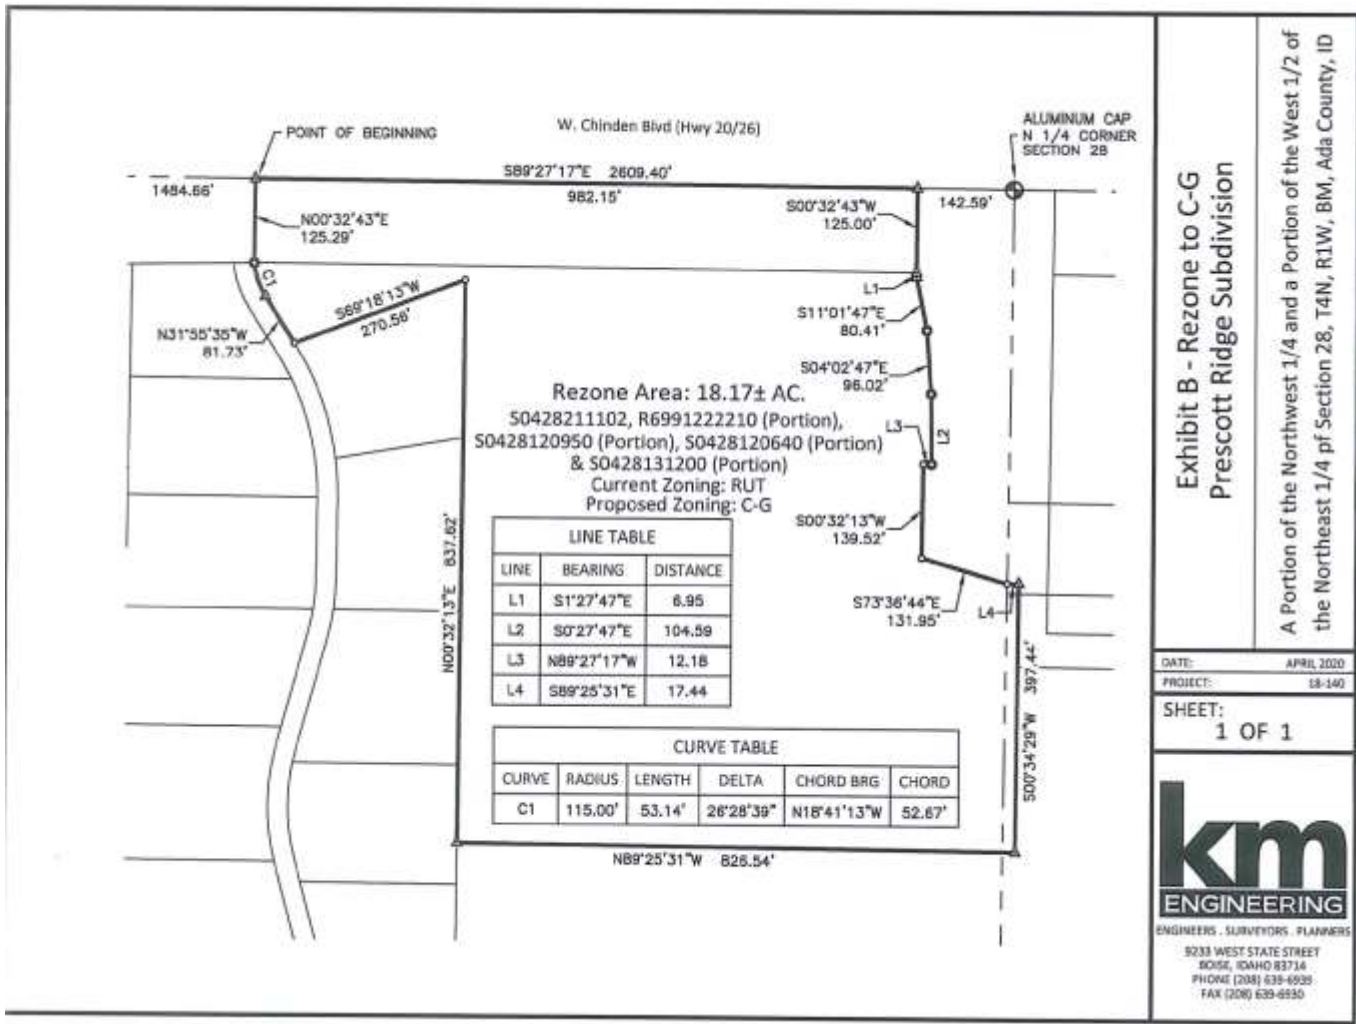 POINT OF BEGINNING
W. Chinden Blvd (Hwy 20/26)
ALUMINUM CAP
N 1/4 CORNER
SECTION 28
1484.66'
S89°27'17"E 2609.40'
982.15'
142.59'
N00°32'43"E
125.29'
S00°32'43"W
125.00'
C1
L1
S69°18'13"W
270.56'
N31°55'35"W
81.73'
S11°01'47"E
80.41'
S04°02'47"E
96.02'
L3
L2
Rezone Area: 18.17± AC.
S0428211102, R6991222210 (Portion),
S0428120950 (Portion), S0428120640 (Portion)
& S0428131200 (Portion)
Current Zoning: RUT
Proposed Zoning: C-G
S00°32'13"W
139.52'
S73°36'44"E
131.95'
L4
N00°32'13"E 837.62'
S00°34'29"W 397.44'
LINE TABLE
LINE BEARING DISTANCE
L1 S1°27'47"E 6.95
L2 S0°27'47"E 104.59
L3 N89°27'17"W 12.18
L4 S89°25'31"E 17.44
CURVE TABLE
CURVE RADIUS LENGTH DELTA CHORD BRG CHORD
C1 115.00' 53.14' 26°28'39" N18°41'13"W 52.67'
N89°25'31"W 826.54'
Exhibit B - Rezone to C-G
Prescott Ridge Subdivision
A Portion of the Northwest 1/4 and a Portion of the West 1/2 of
the Northeast 1/4 pf Section 28, T4N, R1W, BM, Ada County, ID
DATE: APRIL 2020
PROJECT: 18-140
SHEET:
1 OF 1
km
ENGINEERING
ENGINEERS . SURVEYORS . PLANNERS
9233 WEST STATE STREET
BOISE, IDAHO 83714
PHONE (208) 639-6939
FAX (208) 639-6930